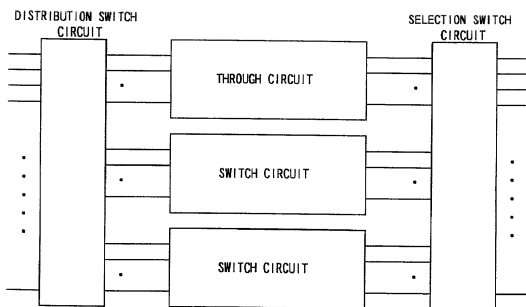 DISTRIBUTION SWITCH
CIRCUIT
SELECTION SWITCH
CIRCUIT
THROUGH CIRCUIT
SWITCH CIRCUIT
SWITCH CIRCUIT